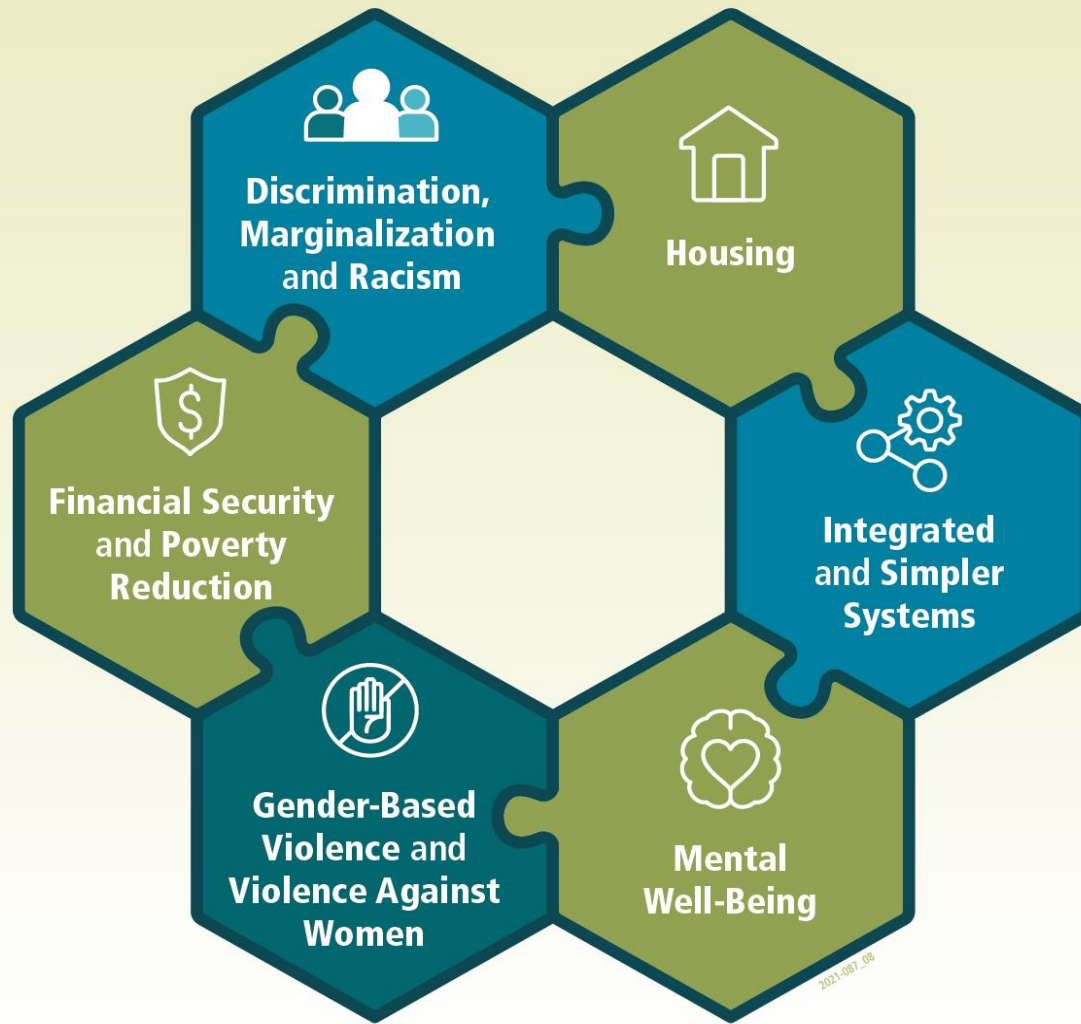 Discrimination,
Marginalization
and Racism
Housing
Financial Security
and Poverty
Reduction
$
Integrated
and Simpler
Systems
Gender-Based
Violence and
Violence Against
Women
Mental
Well-Being
2021-087_08